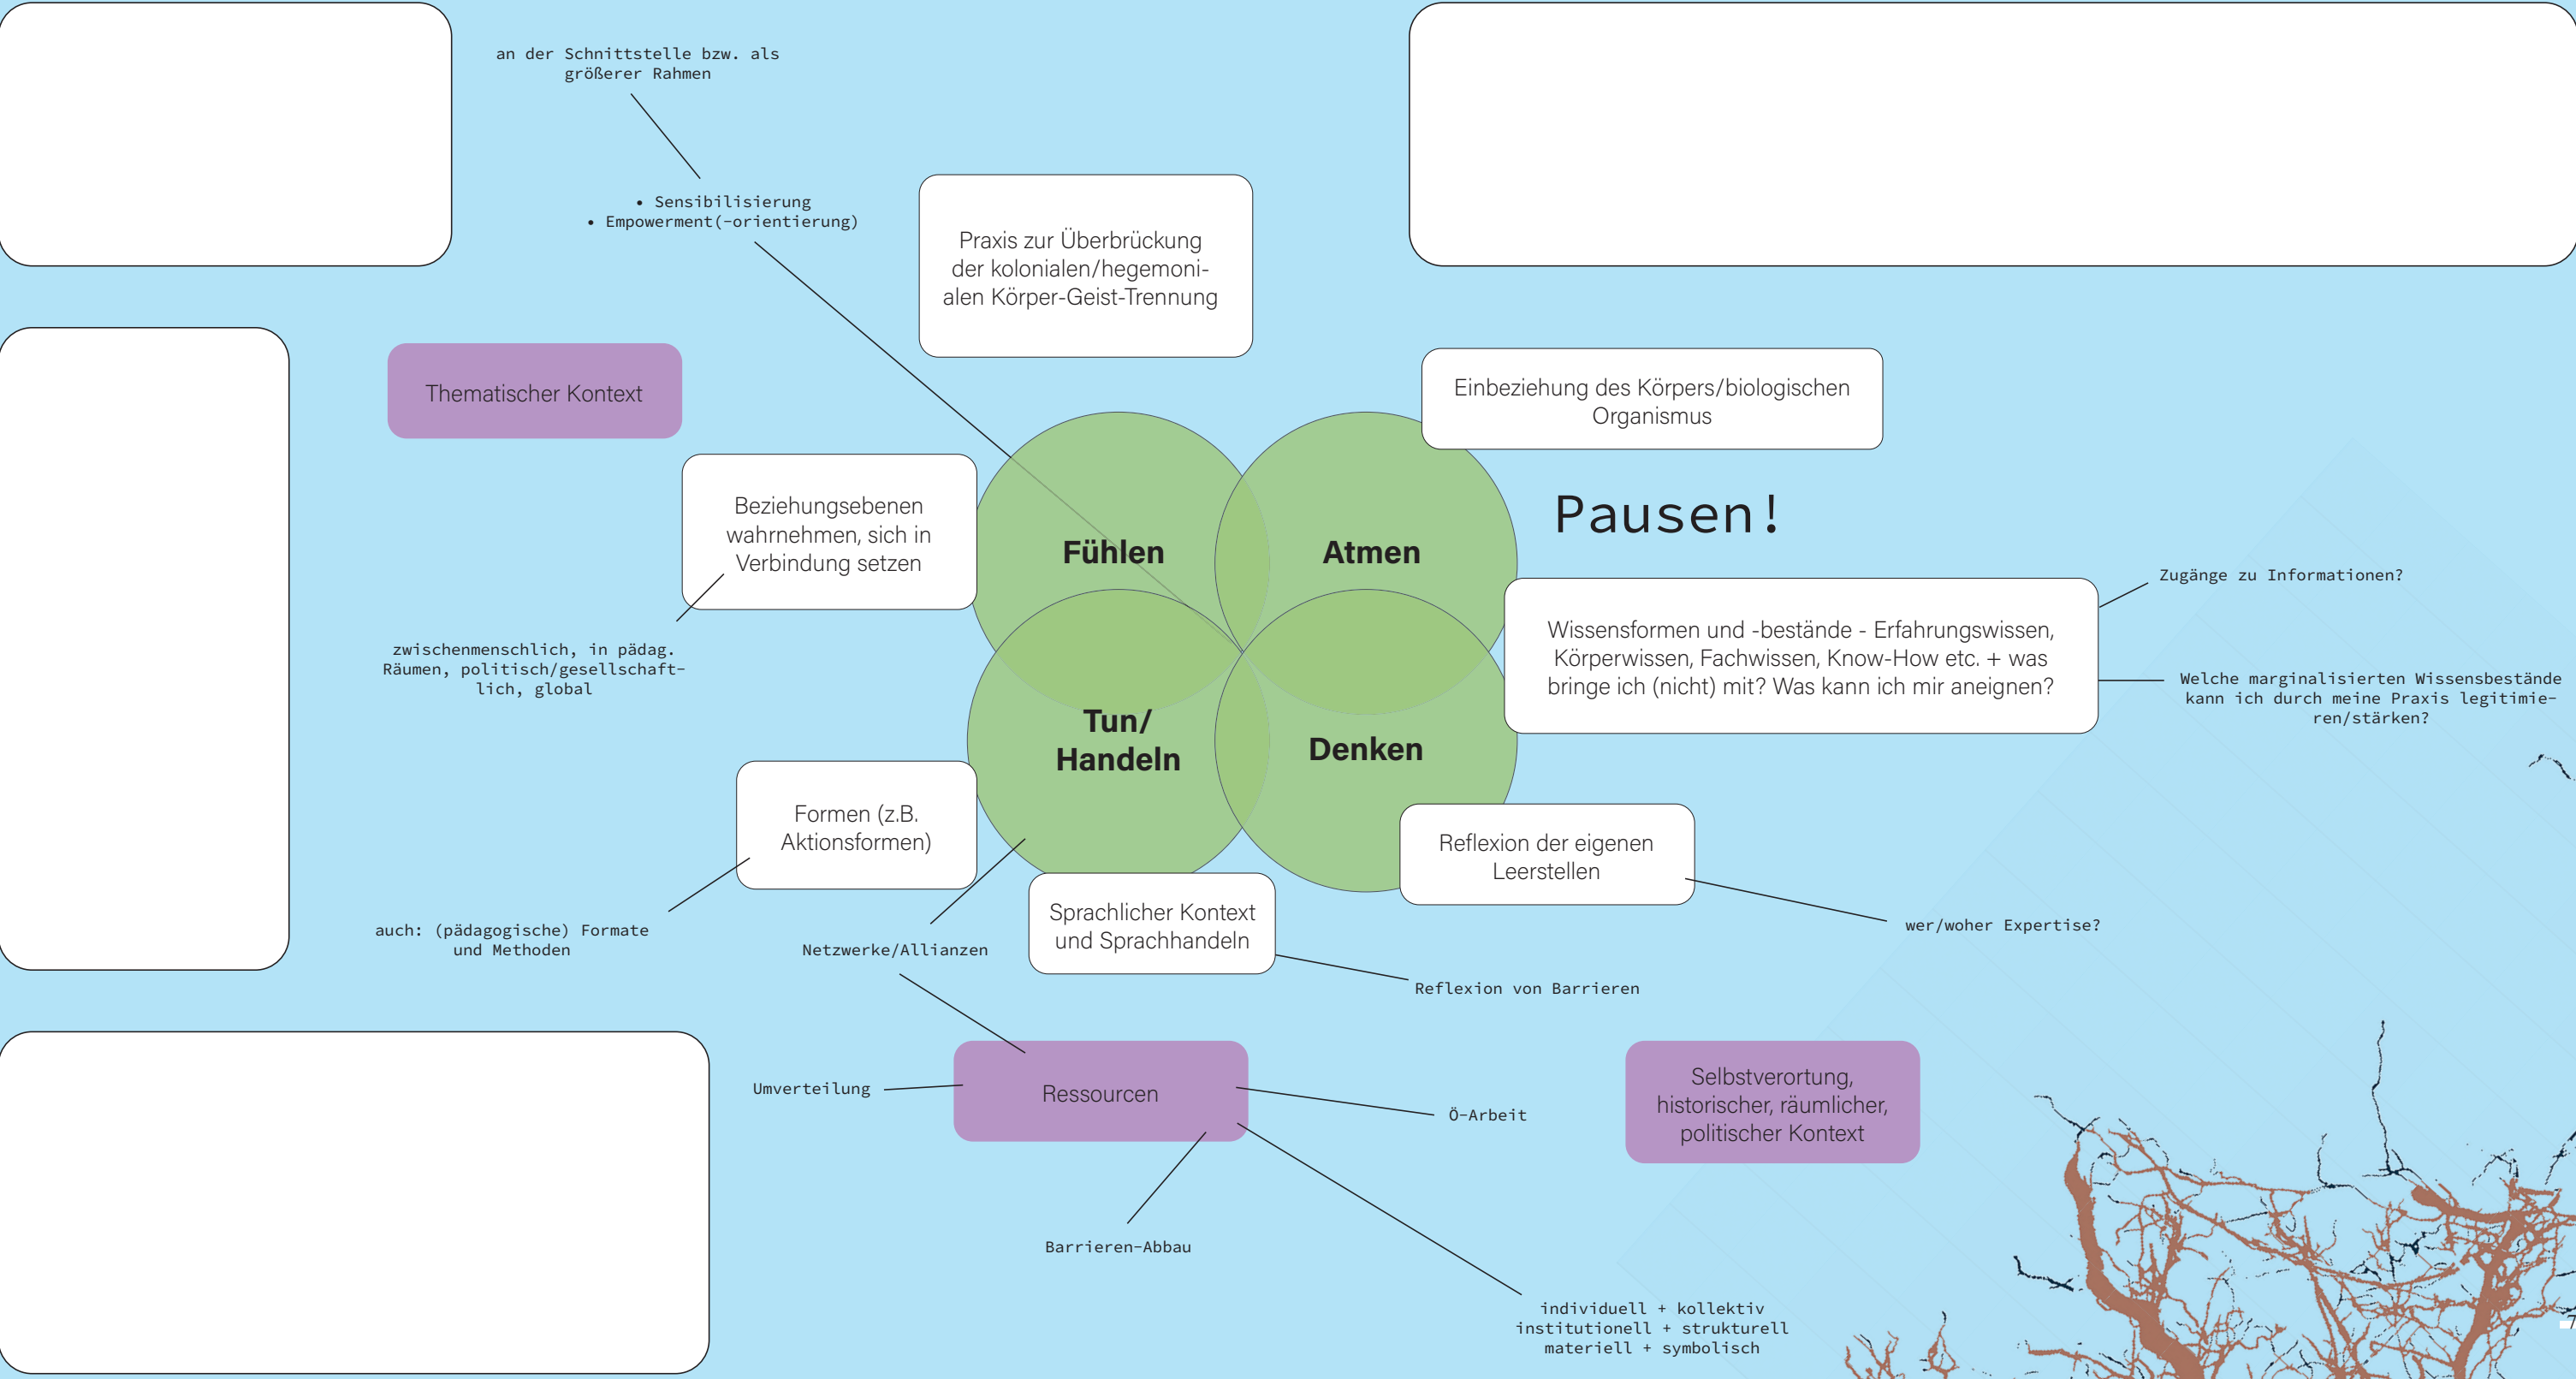 an der Schnittstelle bzw. als
größerer Rahmen
• Sensibilisierung
• Empowerment(-orientierung)
Praxis zur Überbrückung
der kolonialen/hegemoni-
alen Körper-Geist-Trennung
Thematischer Kontext
Einbeziehung des Körpers/biologischen
Organismus
Beziehungsebenen
wahrnehmen, sich in
Verbindung setzen
Fühlen
Atmen
Pausen!
zwischenmenschlich, in pädag.
Räumen, politisch/gesellschaft-
lich, global
Wissensformen und -bestände - Erfahrungswissen,
Körperwissen, Fachwissen, Know-How etc. + was
bringe ich (nicht) mit? Was kann ich mir aneignen?
Zugänge zu Informationen?
Welche marginalisierten Wissensbestände
kann ich durch meine Praxis legitimie-
ren/stärken?
Tun/
Handeln
Denken
Formen (z.B.
Aktionsformen)
Reflexion der eigenen
Leerstellen
auch: (pädagogische) Formate
und Methoden
Netzwerke/Allianzen
Sprachlicher Kontext
und Sprachhandeln
wer/woher Expertise?
Reflexion von Barrieren
Umverteilung
Ressourcen
Ö-Arbeit
Selbstverortung,
historischer, räumlicher,
politischer Kontext
Barrieren-Abbau
individuell + kollektiv
institutionell + strukturell
materiell + symbolisch
7